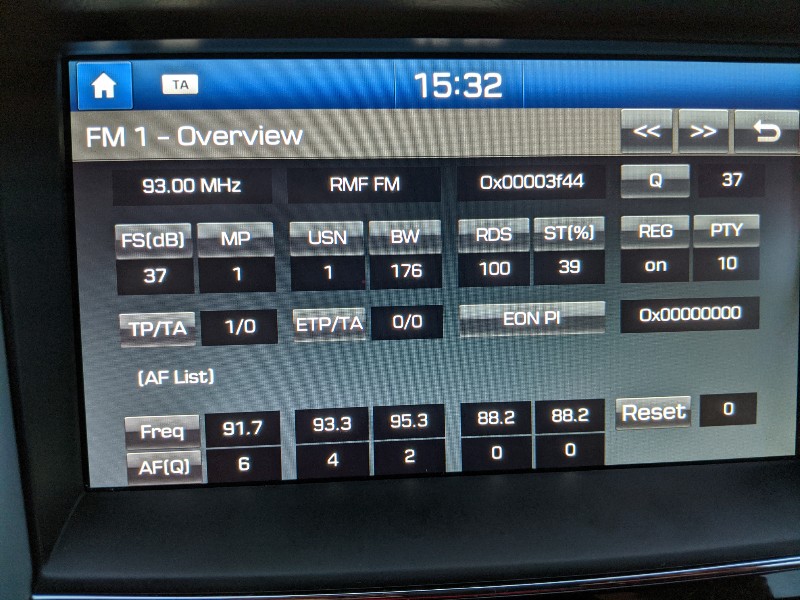 TA 15:32
FM 1 - Overview << >>
93.00 MHz RMF FM 0x00003f44 Q 37
FS(dB) MP USN BW RDS ST(%) REG PTY
37 1 1 176 100 39 on 10
TP/TA 1/0 ETP/TA 0/0 EON PI 0x00000000
(AF List)
Freq 91.7 93.3 95.3 88.2 88.2 Reset 0
AF(Q) 6 4 2 0 0